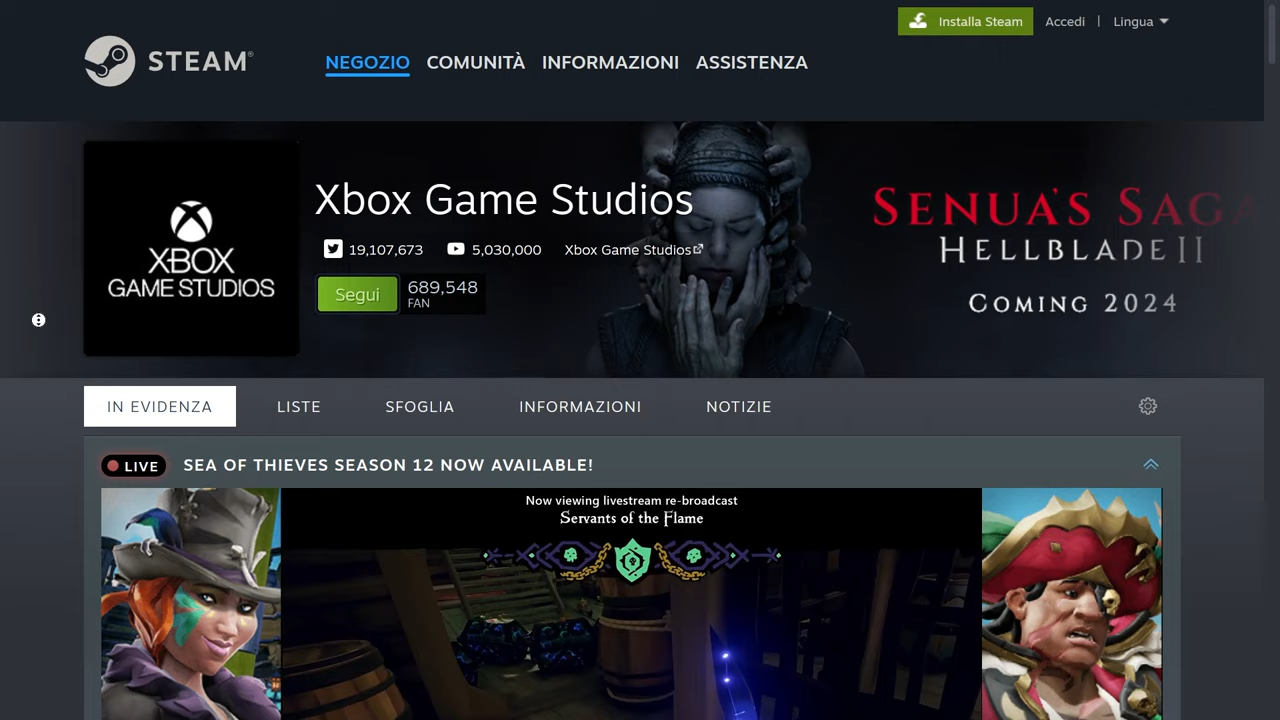 Installa Steam
Accedi
|
Lingua
STEAM®
NEGOZIO
COMUNITÀ
INFORMAZIONI
ASSISTENZA
XBOX
GAME STUDIOS
Xbox Game Studios
19,107,673
5,030,000
Xbox Game Studios
Segui
689,548
FAN
SENUA'S SAGA
HELLBLADE II
COMING 2024
IN EVIDENZA
LISTE
SFOGLIA
INFORMAZIONI
NOTIZIE
LIVE
SEA OF THIEVES SEASON 12 NOW AVAILABLE!
Now viewing livestream re-broadcast
Servants of the Flame